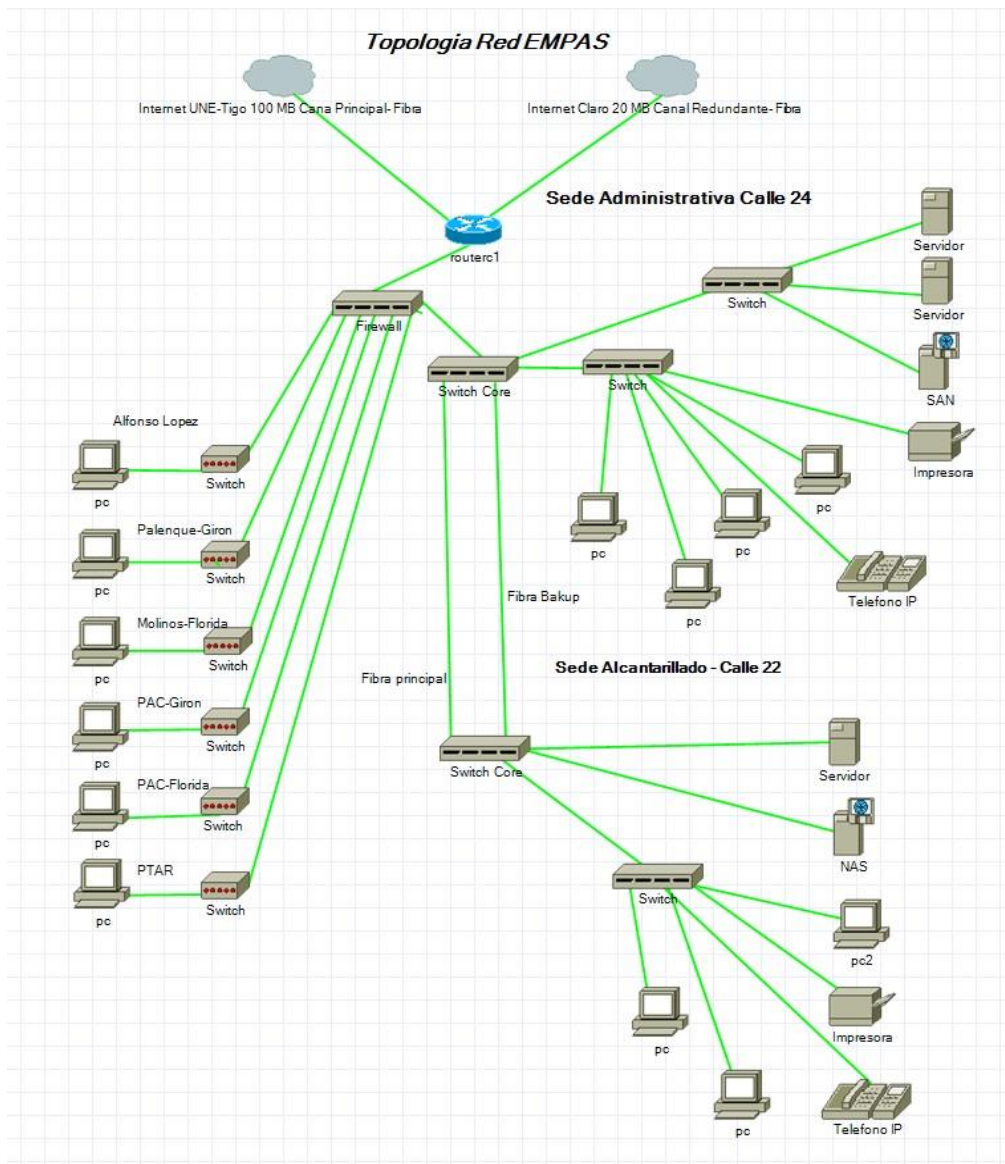 Topologia Red EMPAS
Internet UNE-Tigo 100 MB Cana Principal- Fibra
Internet Claro 20 MB Canal Redundante- Fibra
Sede Administrativa Calle 24
routerc1
Servidor
Switch
Servidor
Firewall
Switch Core
Switch
SAN
Alfonso Lopez
Impresora
Switch
pc
pc
Palenque-Giron
pc
pc
Switch
pc
Fibra Bakup
Telefono IP
pc
Molinos-Florida
Switch
pc
Sede Alcantarillado - Calle 22
Fibra principal
PAC-Giron
Switch
pc
Switch Core
Servidor
PAC-Florida
Switch
pc
NAS
PTAR
Switch
Switch
pc
pc2
Impresora
pc
pc
Telefono IP